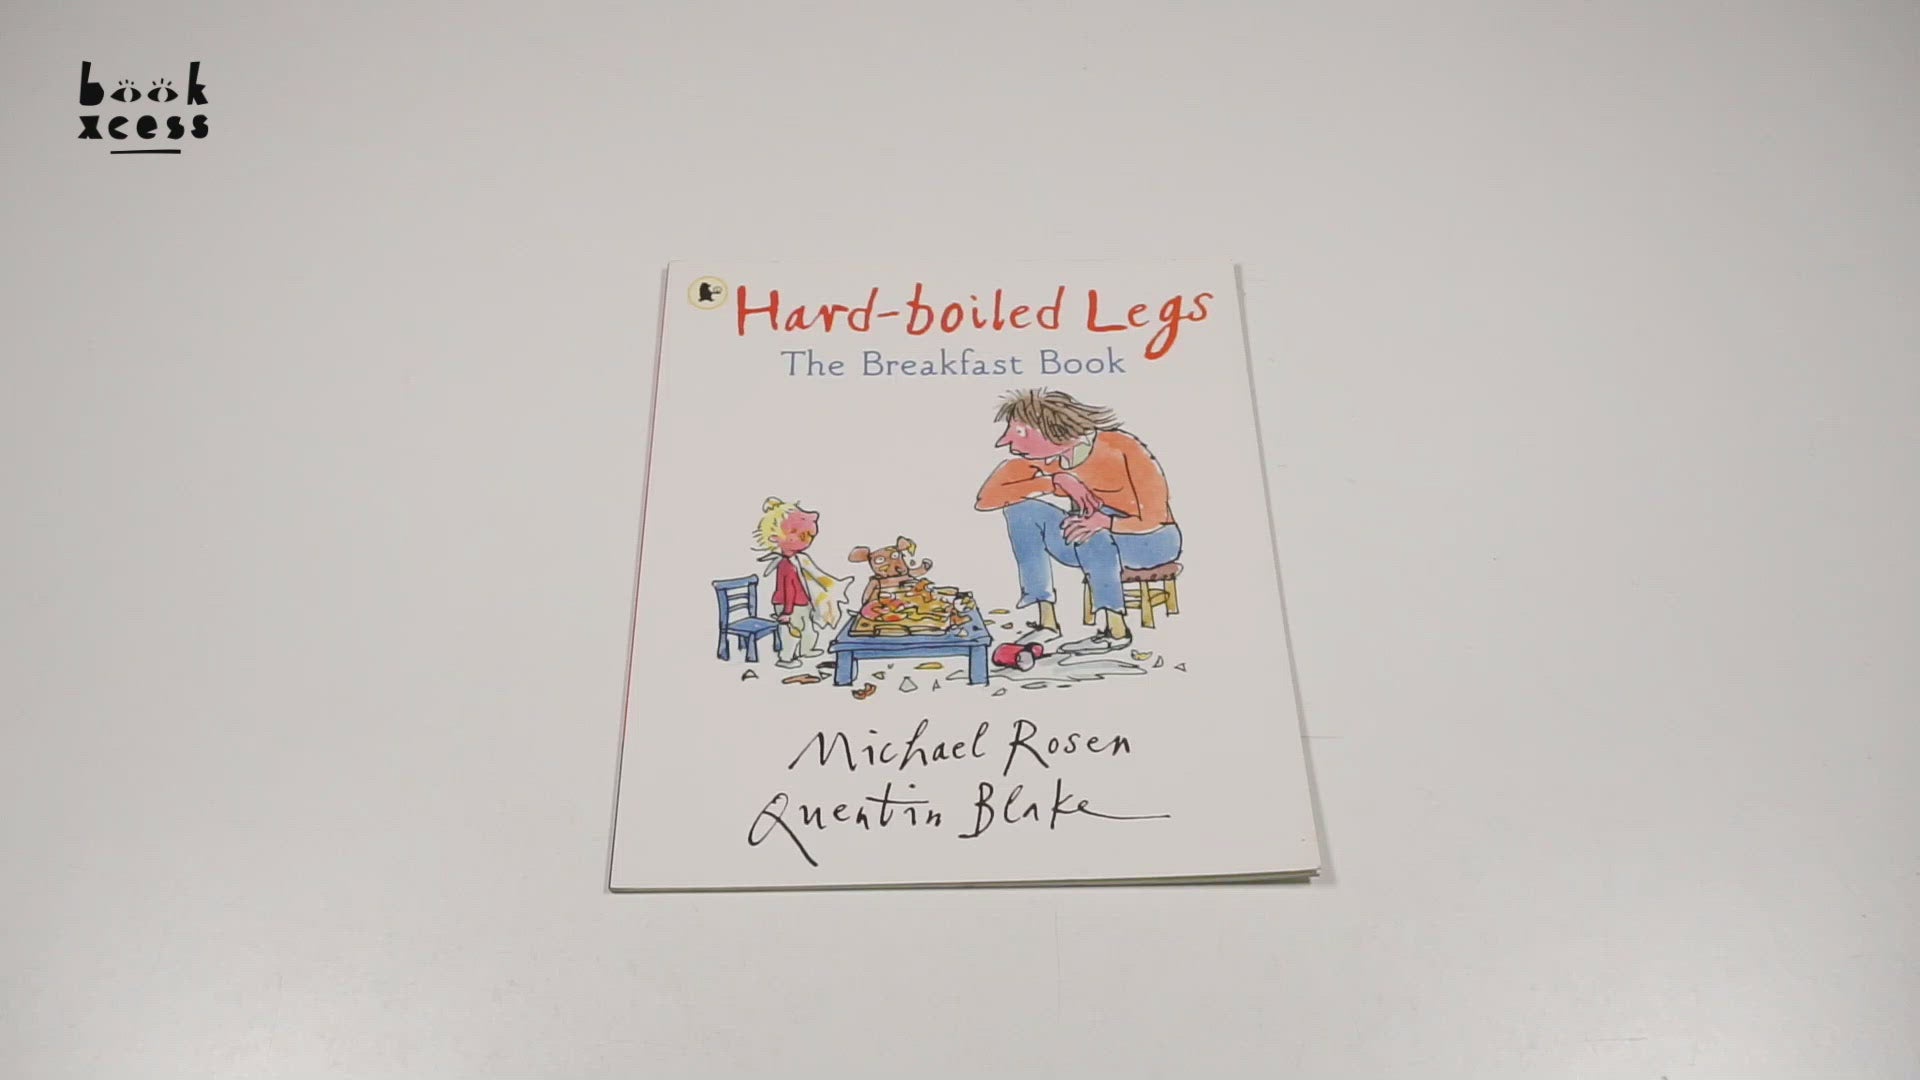 book
xcess
Hard-boiled Legs
The Breakfast Book
Michael Rosen
Quentin Blake